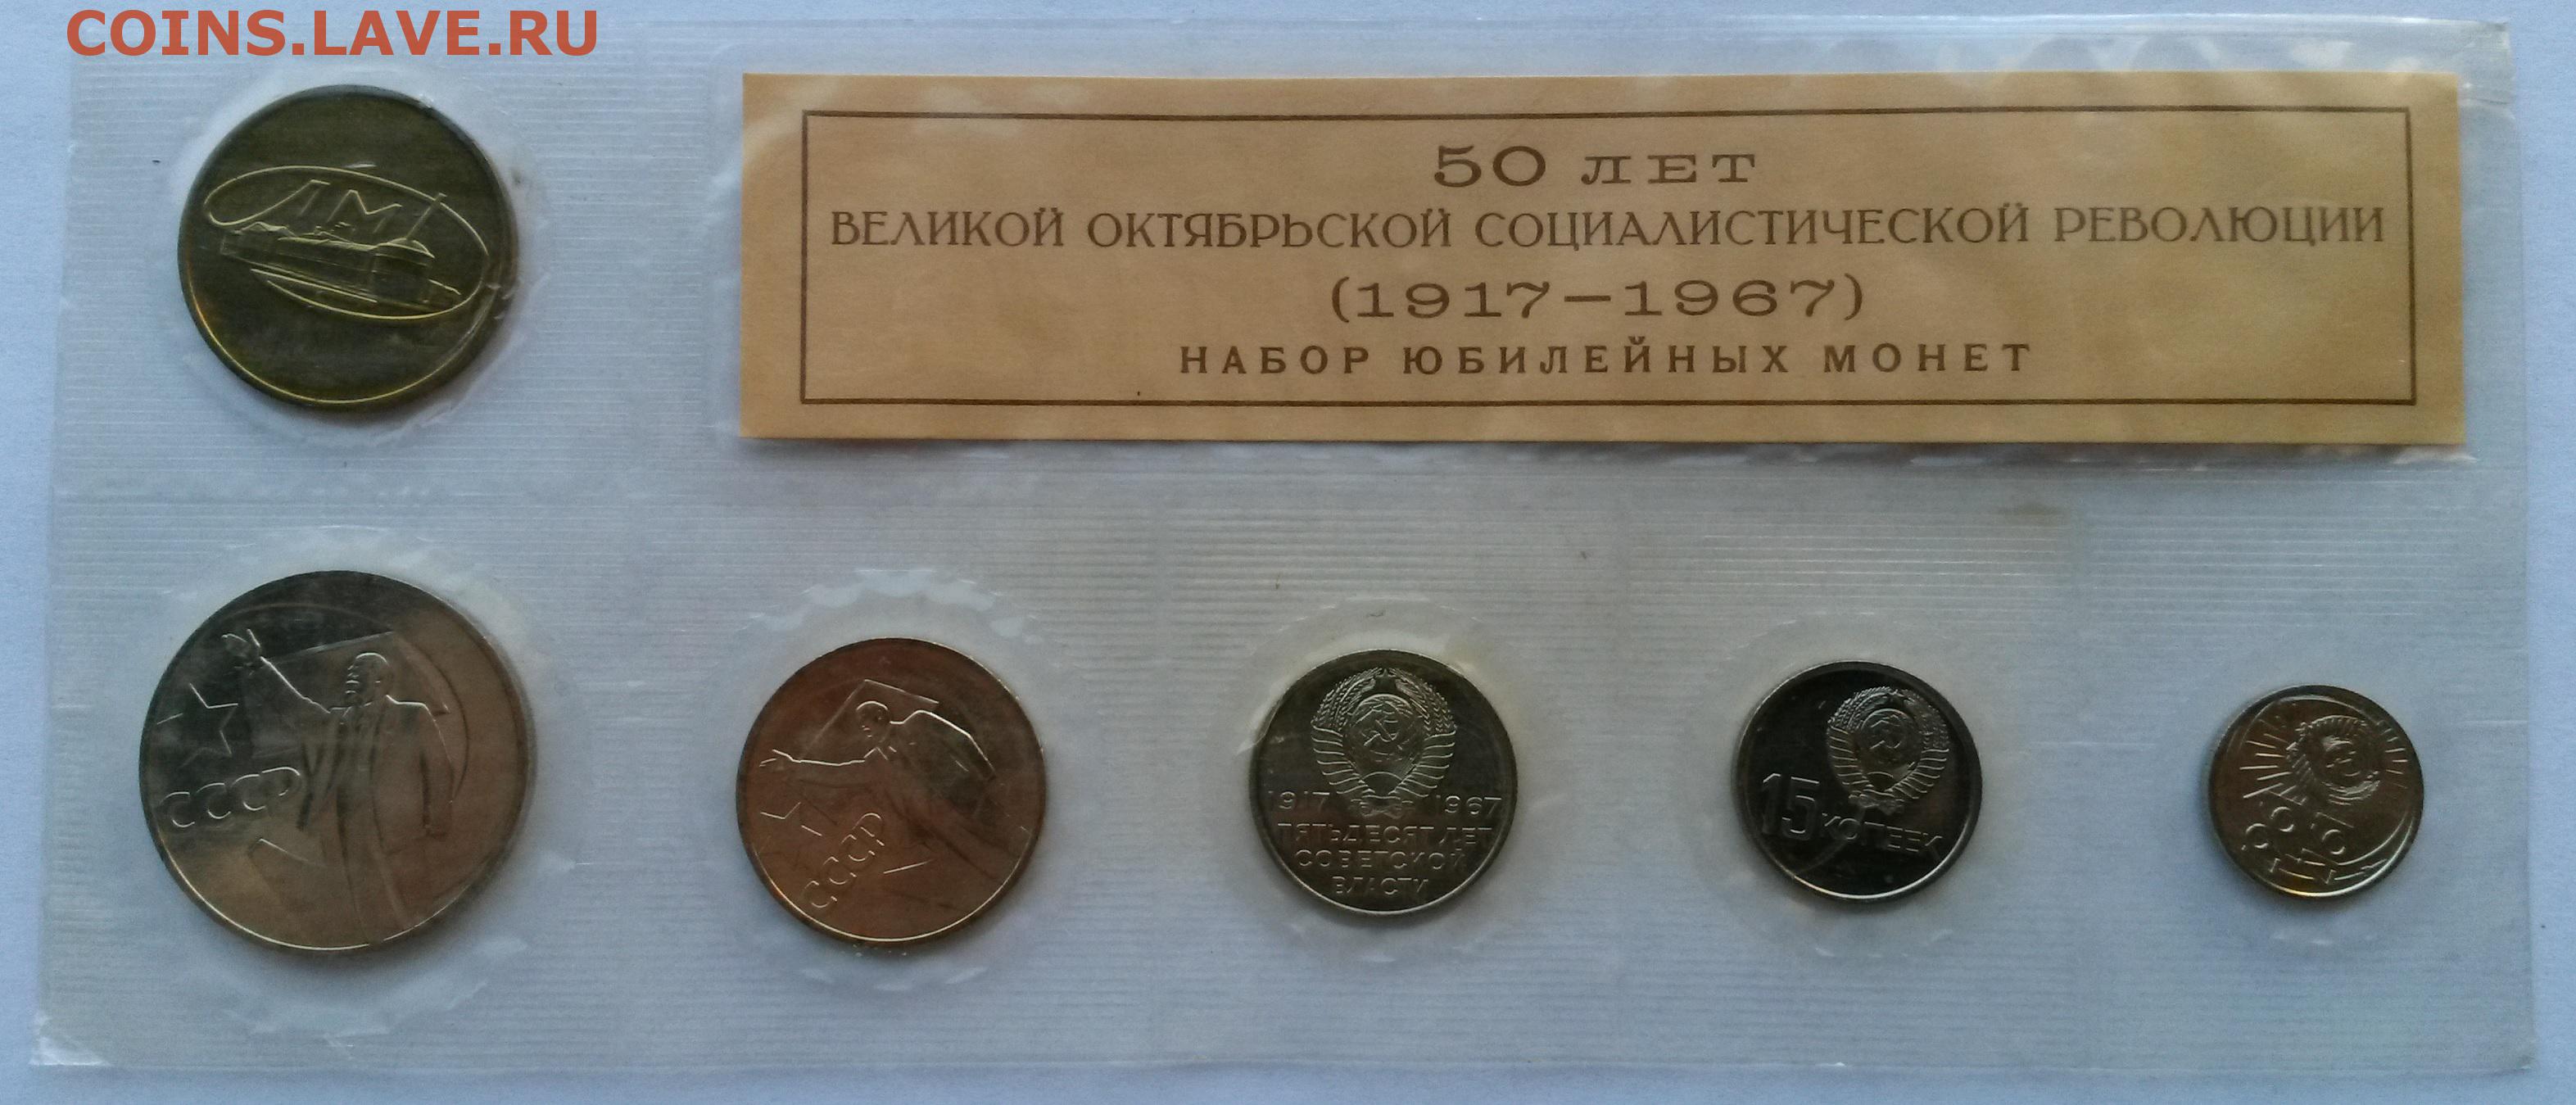 COINS.LAVE.RU
50 ЛЕТ
ВЕЛИКОЙ ОКТЯБРЬСКОЙ СОЦИАЛИСТИЧЕСКОЙ РЕВОЛЮЦИИ
(1917—1967)
НАБОР ЮБИЛЕЙНЫХ МОНЕТ
ЛМД
СССР
СССР
1917 1967
ПЯТЬДЕСЯТ ЛЕТ
СОВЕТСКОЙ
ВЛАСТИ
15 КОПЕЕК